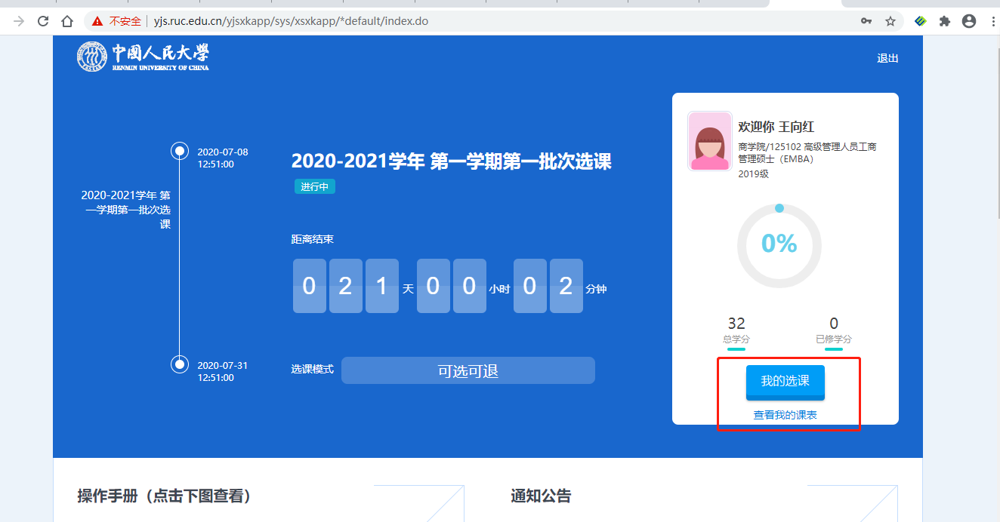 不安全 yjs.ruc.edu.cn/yjsxkapp/sys/xsxkapp/*default/index.do
中國人民大學
RENMIN UNIVERSITY OF CHINA
退出
2020-07-08
12:51:00
2020-2021学年 第
一学期第一批次选
课
2020-07-31
12:51:00
2020-2021学年 第一学期第一批次选课
进行中
距离结束
0 2 1 天 0 0 小时 0 2 分钟
选课模式 可选可退
欢迎你 王向红
商学院/125102 高级管理人员工商
管理硕士（EMBA）
2019级
0%
32 0
总学分 已修学分
我的选课
查看我的课表
操作手册（点击下图查看）
通知公告